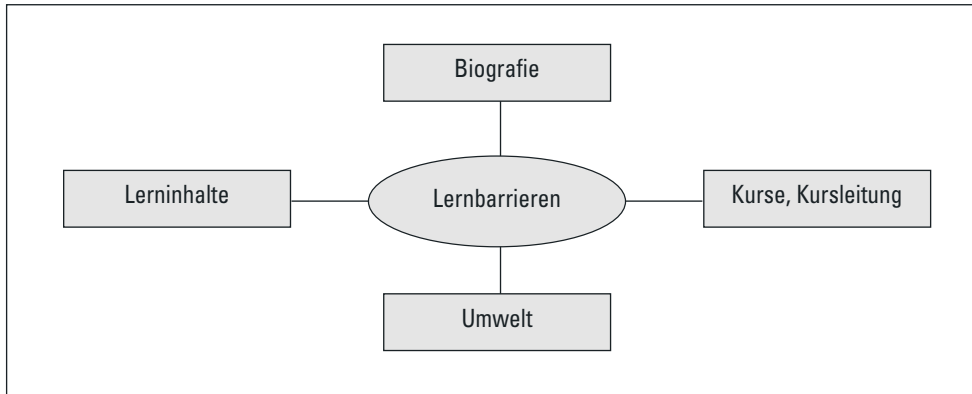 Biografie
Lerninhalte
Lernbarrieren
Kurse, Kursleitung
Umwelt